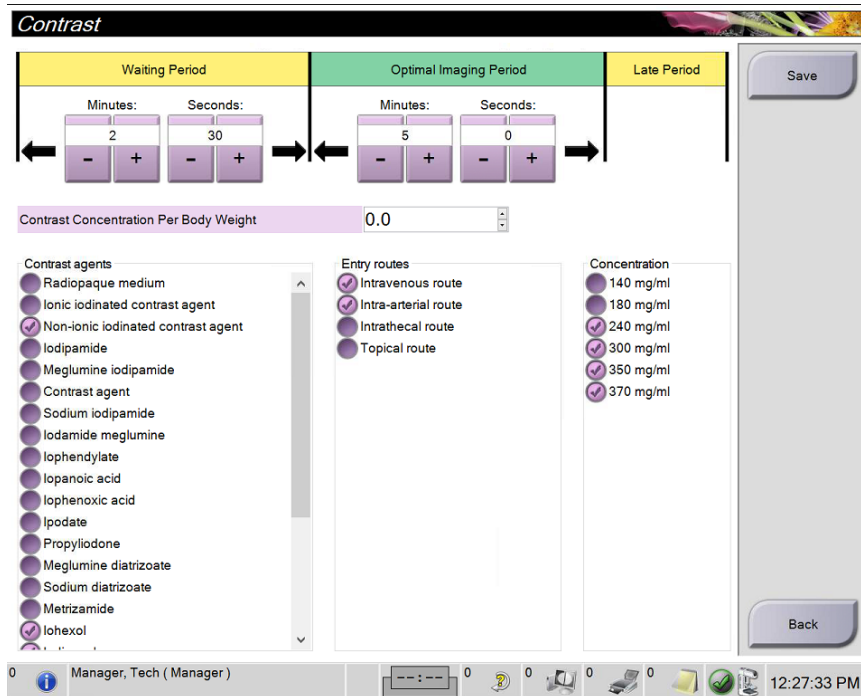 Contrast
Waiting Period
Optimal Imaging Period
Late Period
Save
Minutes: Seconds:
Minutes: Seconds:
2 30
5 0
- + - +
- + - +
Contrast Concentration Per Body Weight 0.0
Contrast agents
Radiopaque medium
Ionic iodinated contrast agent
Non-ionic iodinated contrast agent
Iodipamide
Meglumine iodipamide
Contrast agent
Sodium iodipamide
Iodamide meglumine
Iophendylate
Iopanoic acid
Iophenoxic acid
Ipodate
Propyliodone
Meglumine diatrizoate
Sodium diatrizoate
Metrizamide
Iohexol
Entry routes
Intravenous route
Intra-arterial route
Intrathecal route
Topical route
Concentration
140 mg/ml
180 mg/ml
240 mg/ml
300 mg/ml
350 mg/ml
370 mg/ml
Back
0 Manager, Tech ( Manager ) --:-- 0 0 0 0 12:27:33 PM